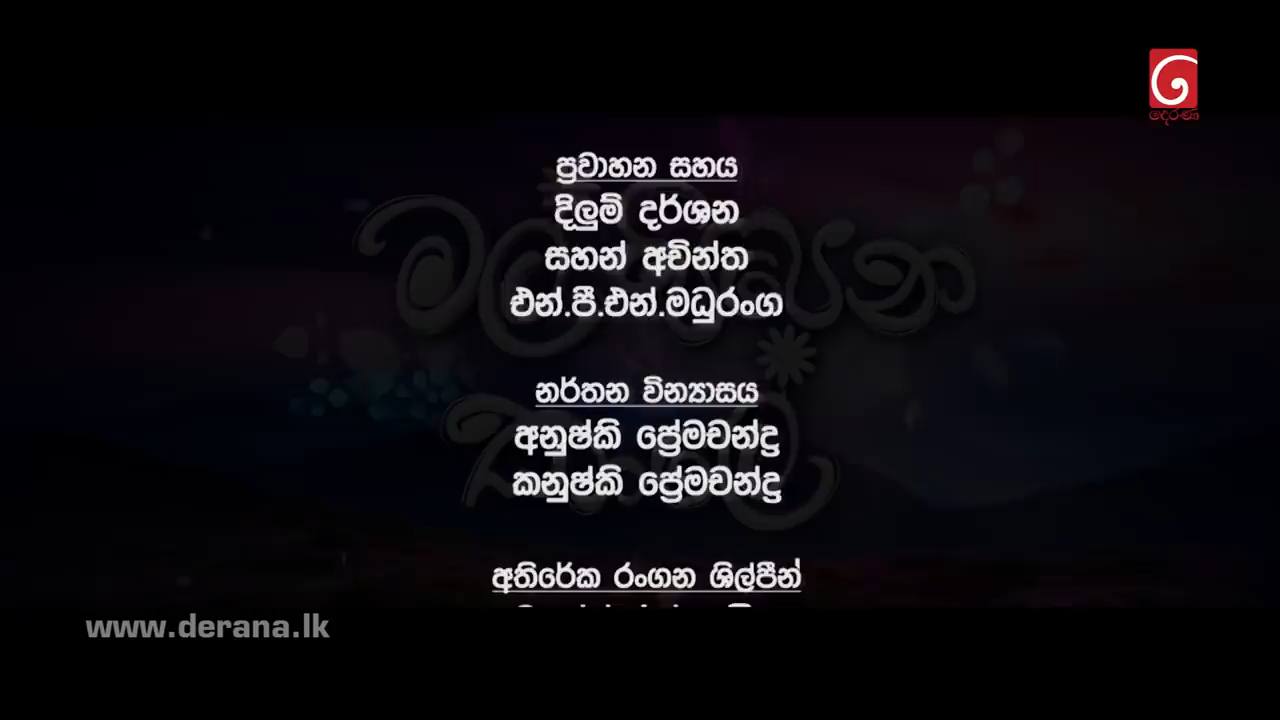 දෙරණ
ප්‍රවාහන සහය
දිලුම් දර්ශන
සහන් අචින්ත
එන්.පී.එන්.මධුරංග
නර්තන වින්‍යාසය
අනුෂ්කි ප්‍රේමචන්ද්‍ර
කනුෂ්කි ප්‍රේමචන්ද්‍ර
අතිරේක රංගන ශිල්පීන්
www.derana.lk